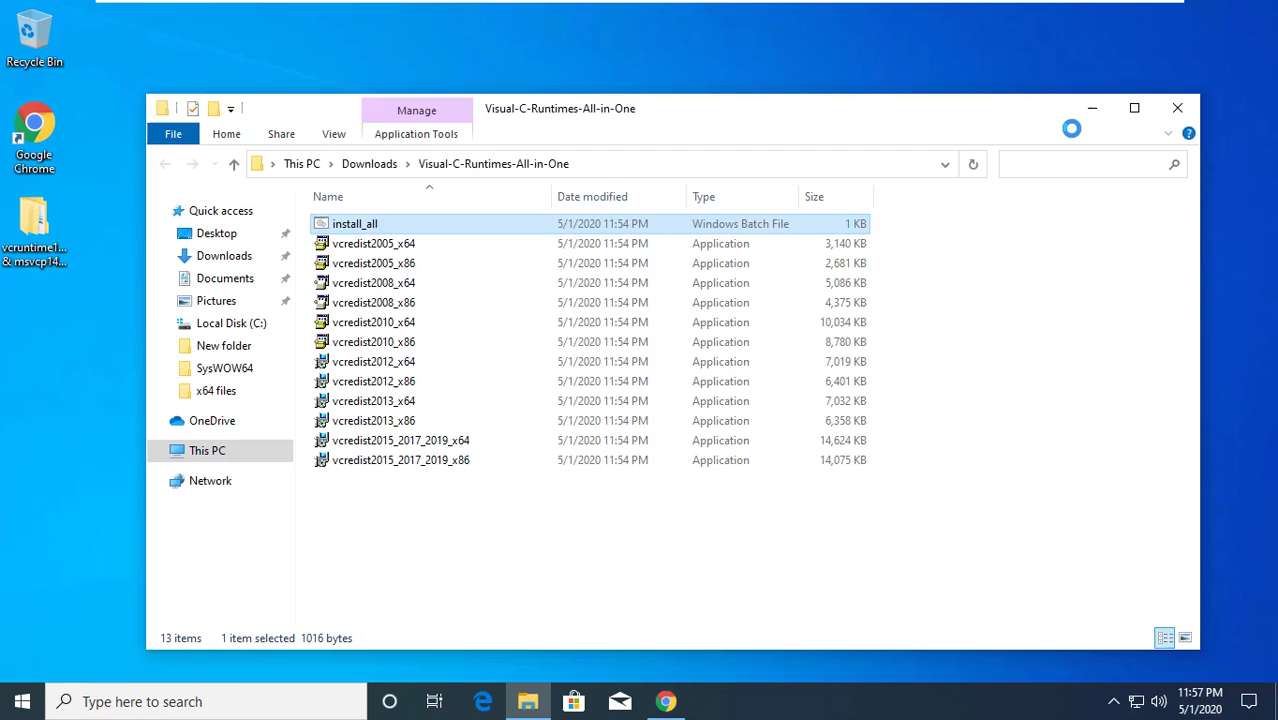 Recycle Bin
Google
Chrome
vcruntime1...
& msvcp14...
Manage
Visual-C-Runtimes-All-in-One
File
Home
Share
View
Application Tools
This PC
Downloads
Visual-C-Runtimes-All-in-One
Quick access
Desktop
Downloads
Documents
Pictures
Local Disk (C:)
New folder
SysWOW64
x64 files
OneDrive
This PC
Network
Name Date modified Type Size
install_all 5/1/2020 11:54 PM Windows Batch File 1 KB
vcredist2005_x64 5/1/2020 11:54 PM Application 3,140 KB
vcredist2005_x86 5/1/2020 11:54 PM Application 2,681 KB
vcredist2008_x64 5/1/2020 11:54 PM Application 5,086 KB
vcredist2008_x86 5/1/2020 11:54 PM Application 4,375 KB
vcredist2010_x64 5/1/2020 11:54 PM Application 10,034 KB
vcredist2010_x86 5/1/2020 11:54 PM Application 8,780 KB
vcredist2012_x64 5/1/2020 11:54 PM Application 7,019 KB
vcredist2012_x86 5/1/2020 11:54 PM Application 6,401 KB
vcredist2013_x64 5/1/2020 11:54 PM Application 7,032 KB
vcredist2013_x86 5/1/2020 11:54 PM Application 6,358 KB
vcredist2015_2017_2019_x64 5/1/2020 11:54 PM Application 14,624 KB
vcredist2015_2017_2019_x86 5/1/2020 11:54 PM Application 14,075 KB
13 items 1 item selected 1016 bytes
Type here to search
11:57 PM
5/1/2020